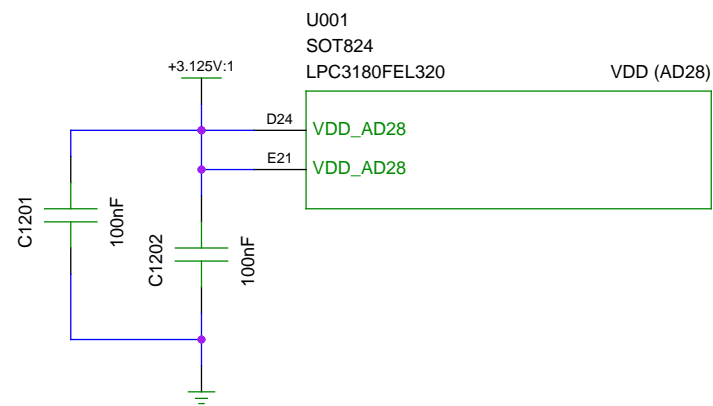 U001
SOT824
LPC3180FEL320 VDD (AD28)
+3.125V:1
D24 VDD_AD28
E21 VDD_AD28
C1201 100nF
C1202 100nF